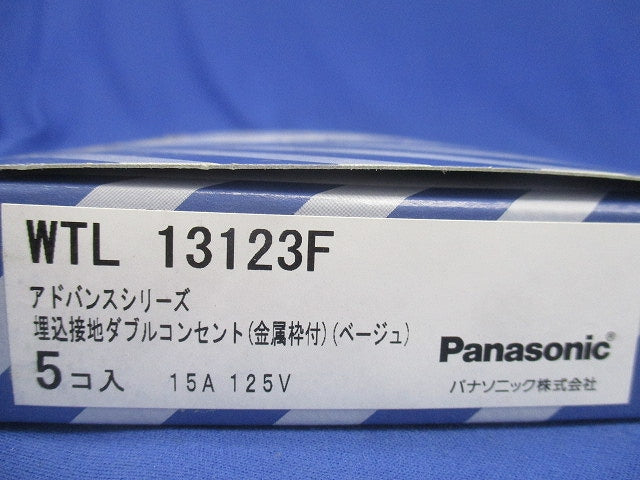 WTL 13123F
アドバンスシリーズ
埋込接地ダブルコンセント(金属枠付)(ベージュ)
5コ入 15A 125V
Panasonic®
パナソニック株式会社